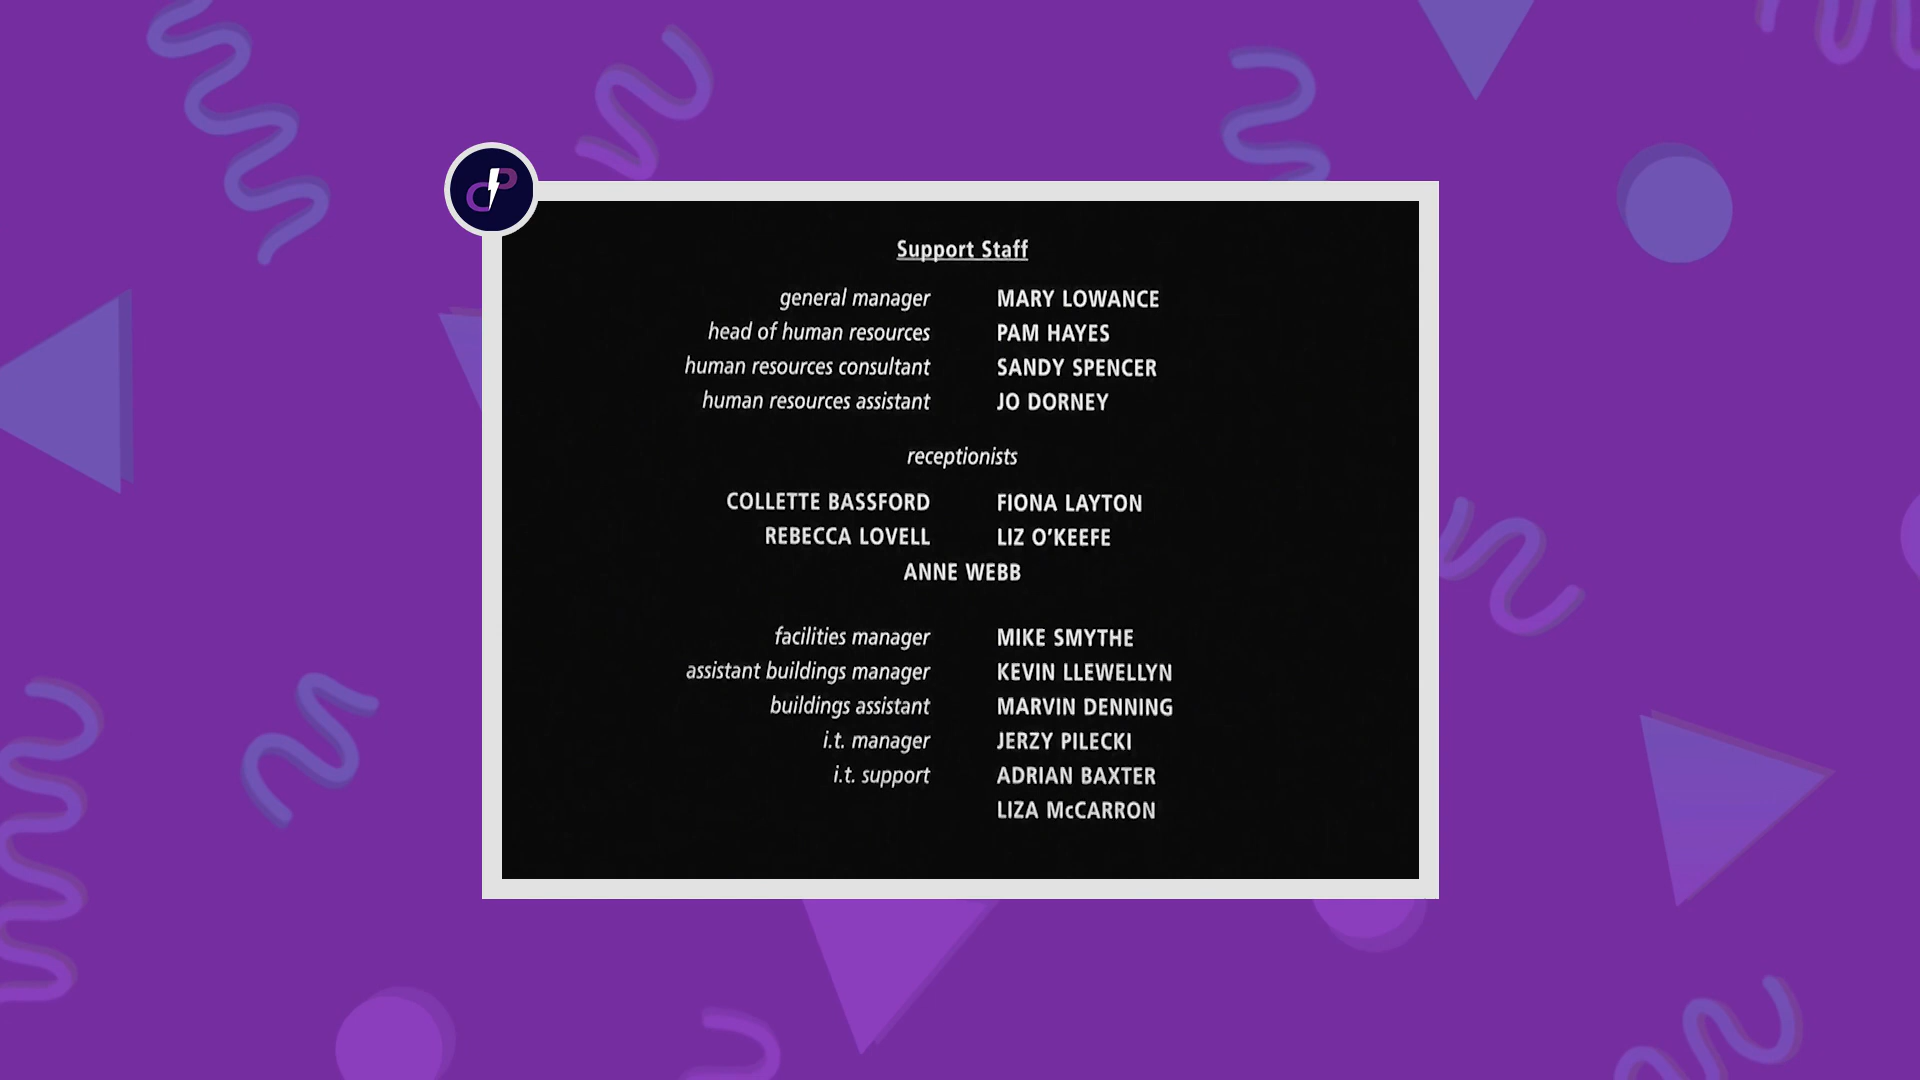 Support Staff
general manager MARY LOWANCE
head of human resources PAM HAYES
human resources consultant SANDY SPENCER
human resources assistant JO DORNEY
receptionists
COLLETTE BASSFORD FIONA LAYTON
REBECCA LOVELL LIZ O'KEEFE
ANNE WEBB
facilities manager MIKE SMYTHE
assistant buildings manager KEVIN LLEWELLYN
buildings assistant MARVIN DENNING
i.t. manager JERZY PILECKI
i.t. support ADRIAN BAXTER
LIZA McCARRON